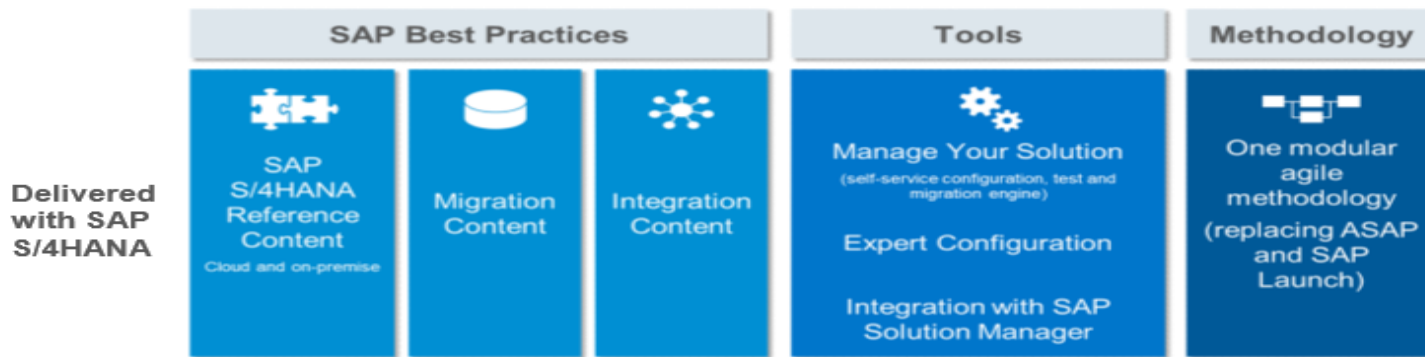 SAP Best Practices
Tools
Methodology
Delivered
with SAP
S/4HANA
SAP
S/4HANA
Reference
Content
Cloud and on-premise
Migration
Content
Integration
Content
Manage Your Solution
(self-service configuration, test and
migration engine)
Expert Configuration
Integration with SAP
Solution Manager
One modular
agile
methodology
(replacing ASAP
and SAP
Launch)